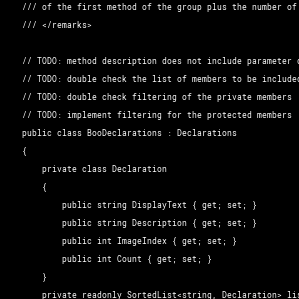 /// of the first method of the group plus the number of
/// </remarks>
// TODO: method description does not include parameter
// TODO: double check the list of members to be included
// TODO: double check filtering of the private members
// TODO: implement filtering for the protected members
public class BooDeclarations : Declarations
{
private class Declaration
{
public string DisplayText { get; set; }
public string Description { get; set; }
public int ImageIndex { get; set; }
public int Count { get; set; }
}
private readonly SortedList<string, Declaration> lis